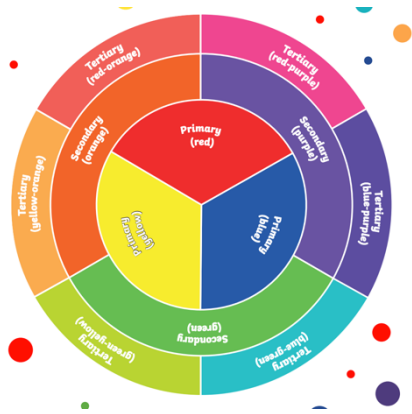 Tertiary
(red-orange)
Tertiary
(red-purple)
Secondary
(orange)
Primary
(red)
Secondary
(purple)
Tertiary
(yellow-orange)
Primary
(yellow)
Primary
(blue)
Tertiary
(blue-purple)
Secondary
(green)
Tertiary
(green-yellow)
Tertiary
(blue-green)